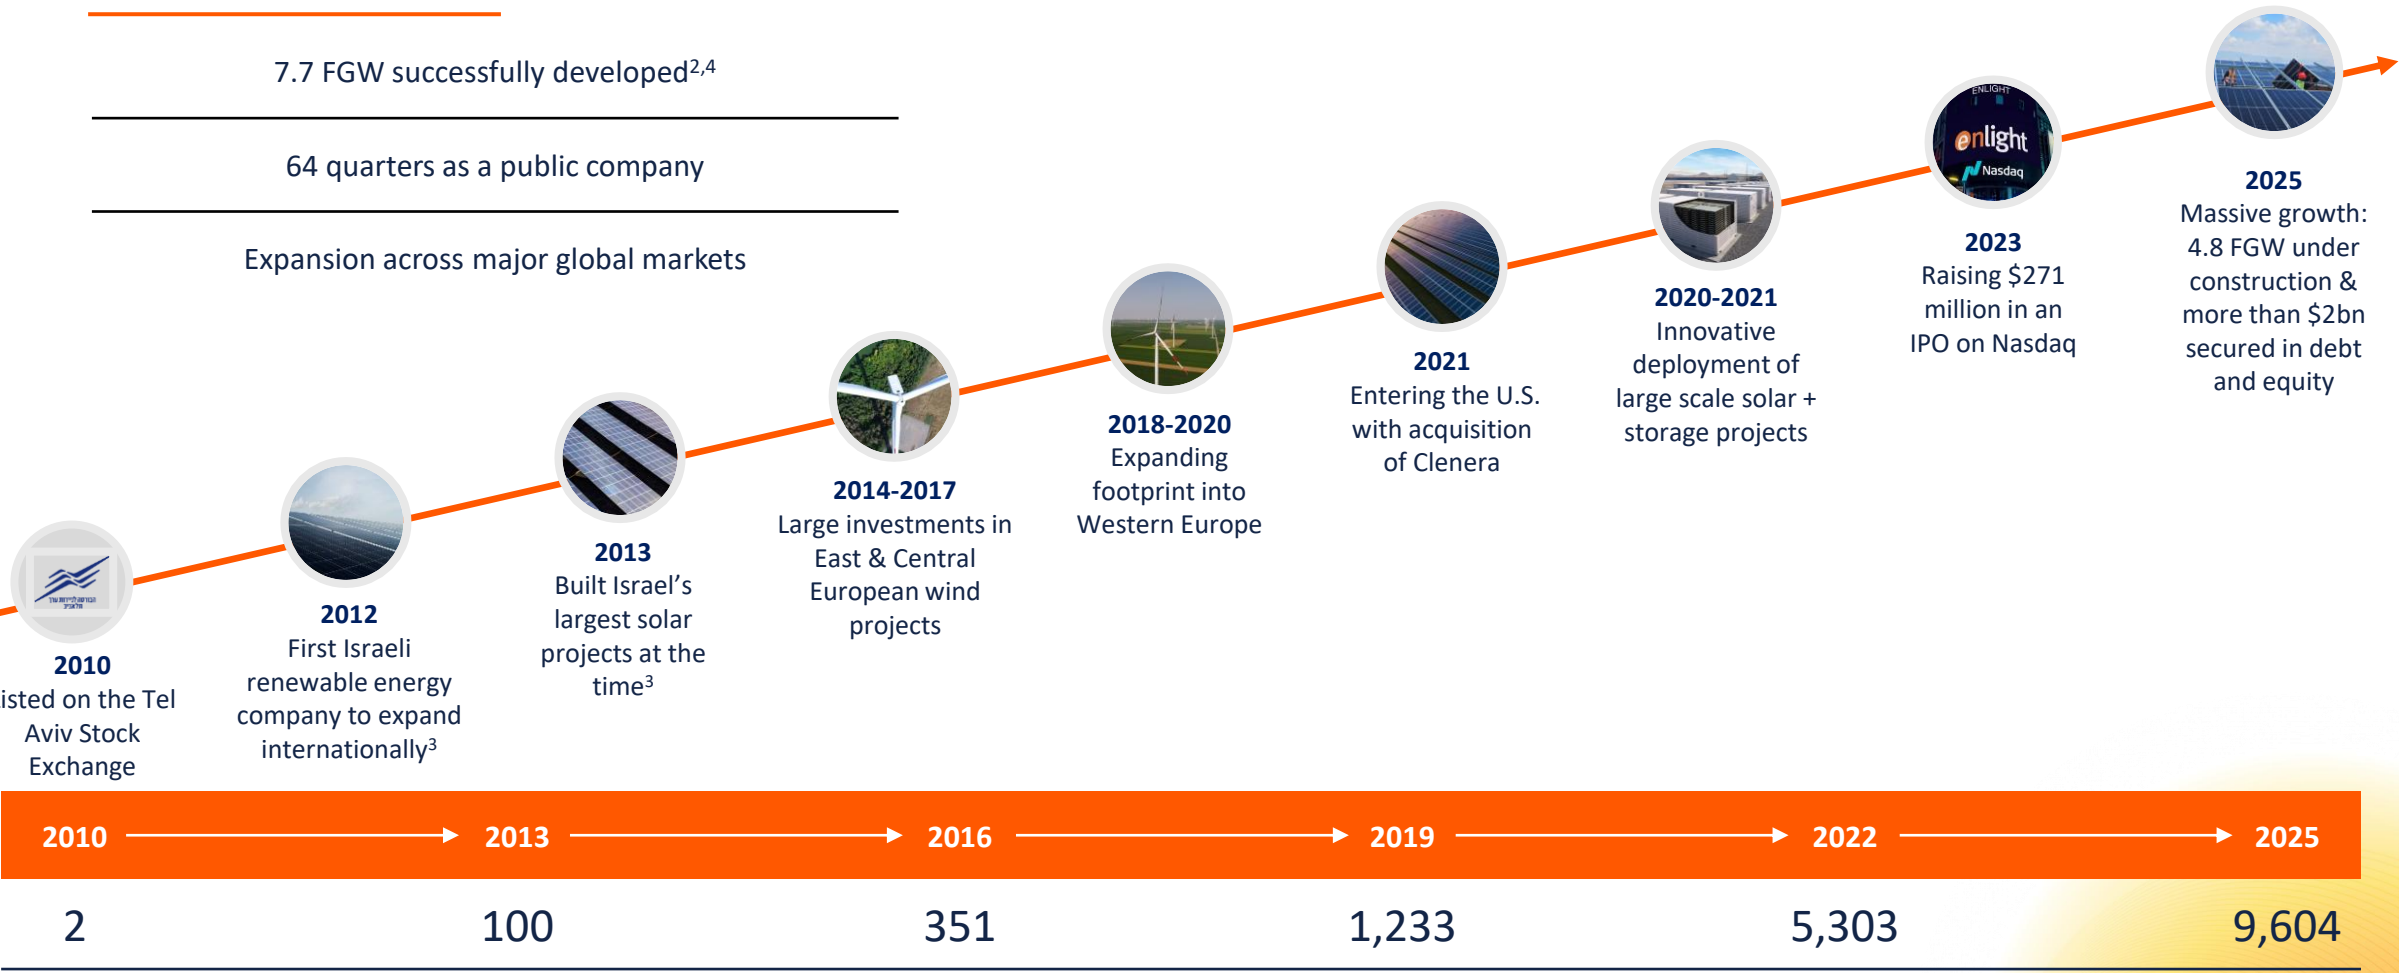 7.7 FGW successfully developed2,4
64 quarters as a public company
Expansion across major global markets
הבורסה לניירות ערך
תל אביב
2010
isted on the Tel
Aviv Stock
Exchange
2012
First Israeli
renewable energy
company to expand
internationally3
2013
Built Israel’s
largest solar
projects at the
time3
2014-2017
Large investments in
East & Central
European wind
projects
2018-2020
Expanding
footprint into
Western Europe
2021
Entering the U.S.
with acquisition
of Clenera
2020-2021
Innovative
deployment of
large scale solar +
storage projects
ENLIGHT
enlight
Nasdaq
2023
Raising $271
million in an
IPO on Nasdaq
2025
Massive growth:
4.8 FGW under
construction &
more than $2bn
secured in debt
and equity
2010 2013 2016 2019 2022 2025
2 100 351 1,233 5,303 9,604